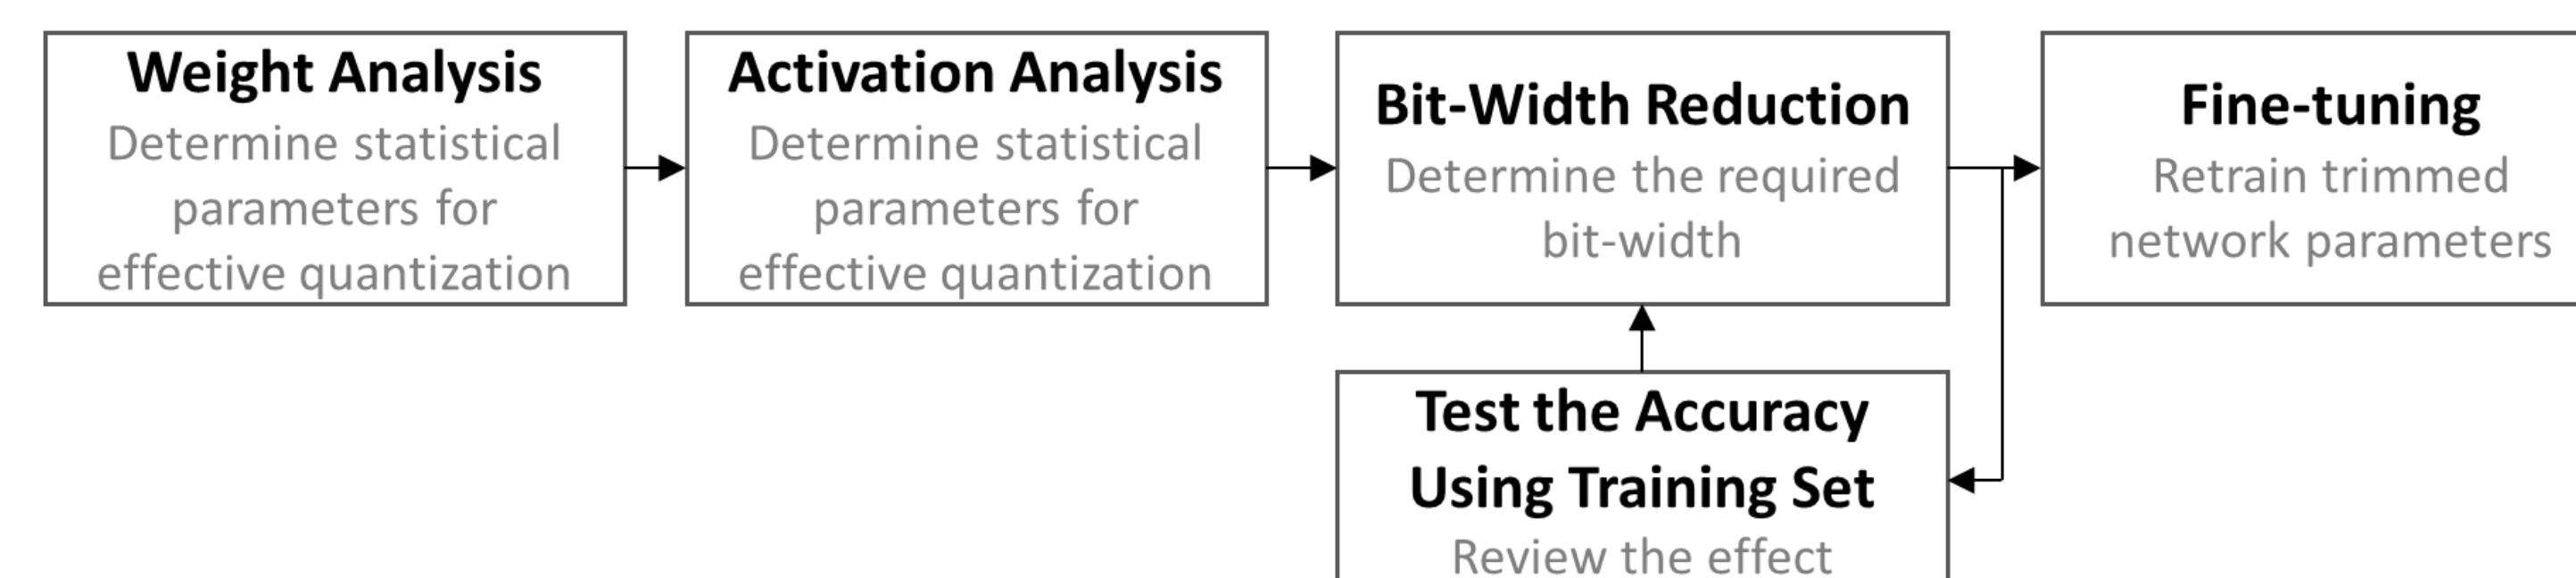 Weight Analysis
Determine statistical
parameters for
effective quantization
Activation Analysis
Determine statistical
parameters for
effective quantization
Bit-Width Reduction
Determine the required
bit-width
Fine-tuning
Retrain trimmed
network parameters
Test the Accuracy
Using Training Set
Review the effect